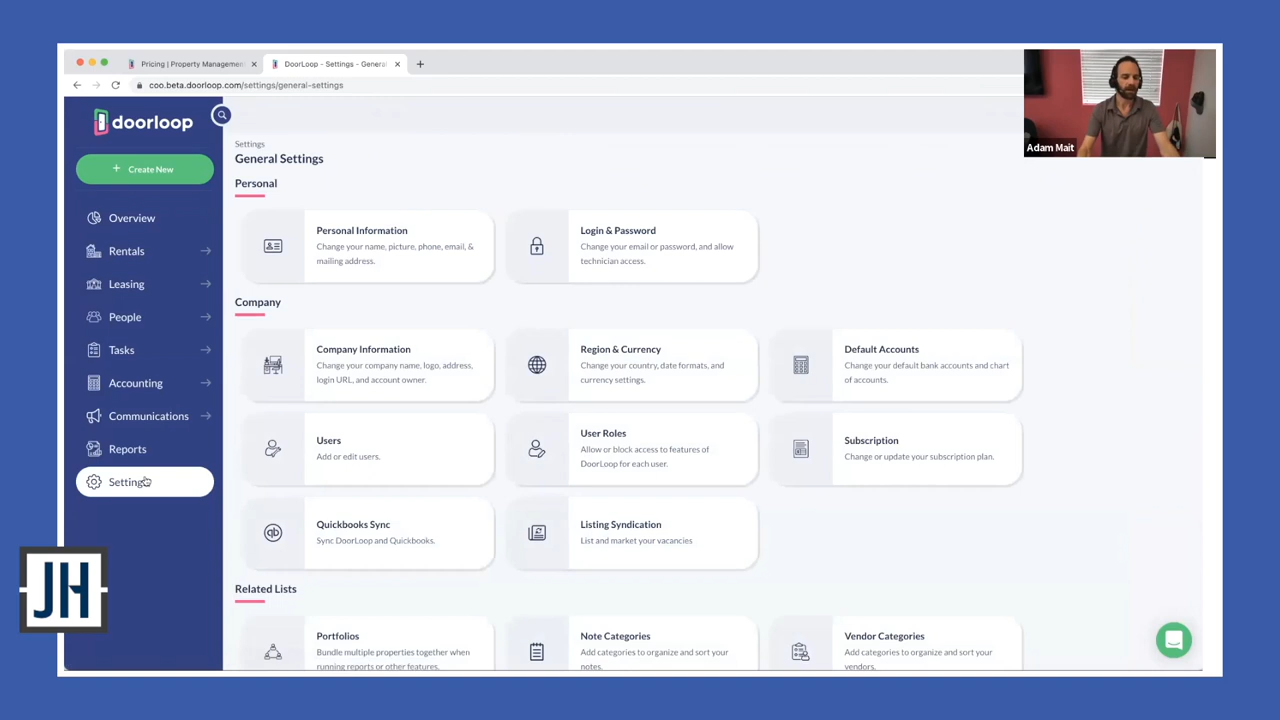 Pricing | Property Managemen
DoorLoop - Settings - General
coo.beta.doorloop.com/settings/general-settings
doorloop
Create New
Overview
Rentals
Leasing
People
Tasks
Accounting
Communications
Reports
Settings
Settings
General Settings
Personal
Personal Information
Change your name, picture, phone, email, &
mailing address.
Login & Password
Change your email or password, and allow
technician access.
Company
Company Information
Change your company name, logo, address,
login URL, and account owner.
Region & Currency
Change your country, date formats, and
currency settings.
Default Accounts
Change your default bank accounts and chart
of accounts.
Users
Add or edit users.
User Roles
Allow or block access to features of
DoorLoop for each user.
Subscription
Change or update your subscription plan.
qb
Quickbooks Sync
Sync DoorLoop and Quickbooks.
Listing Syndication
List and market your vacancies
Related Lists
Portfolios
Bundle multiple properties together when
running reports or other features.
Note Categories
Add categories to organize and sort your
notes.
Vendor Categories
Add categories to organize and sort your
vendors.
Adam Mait
JH